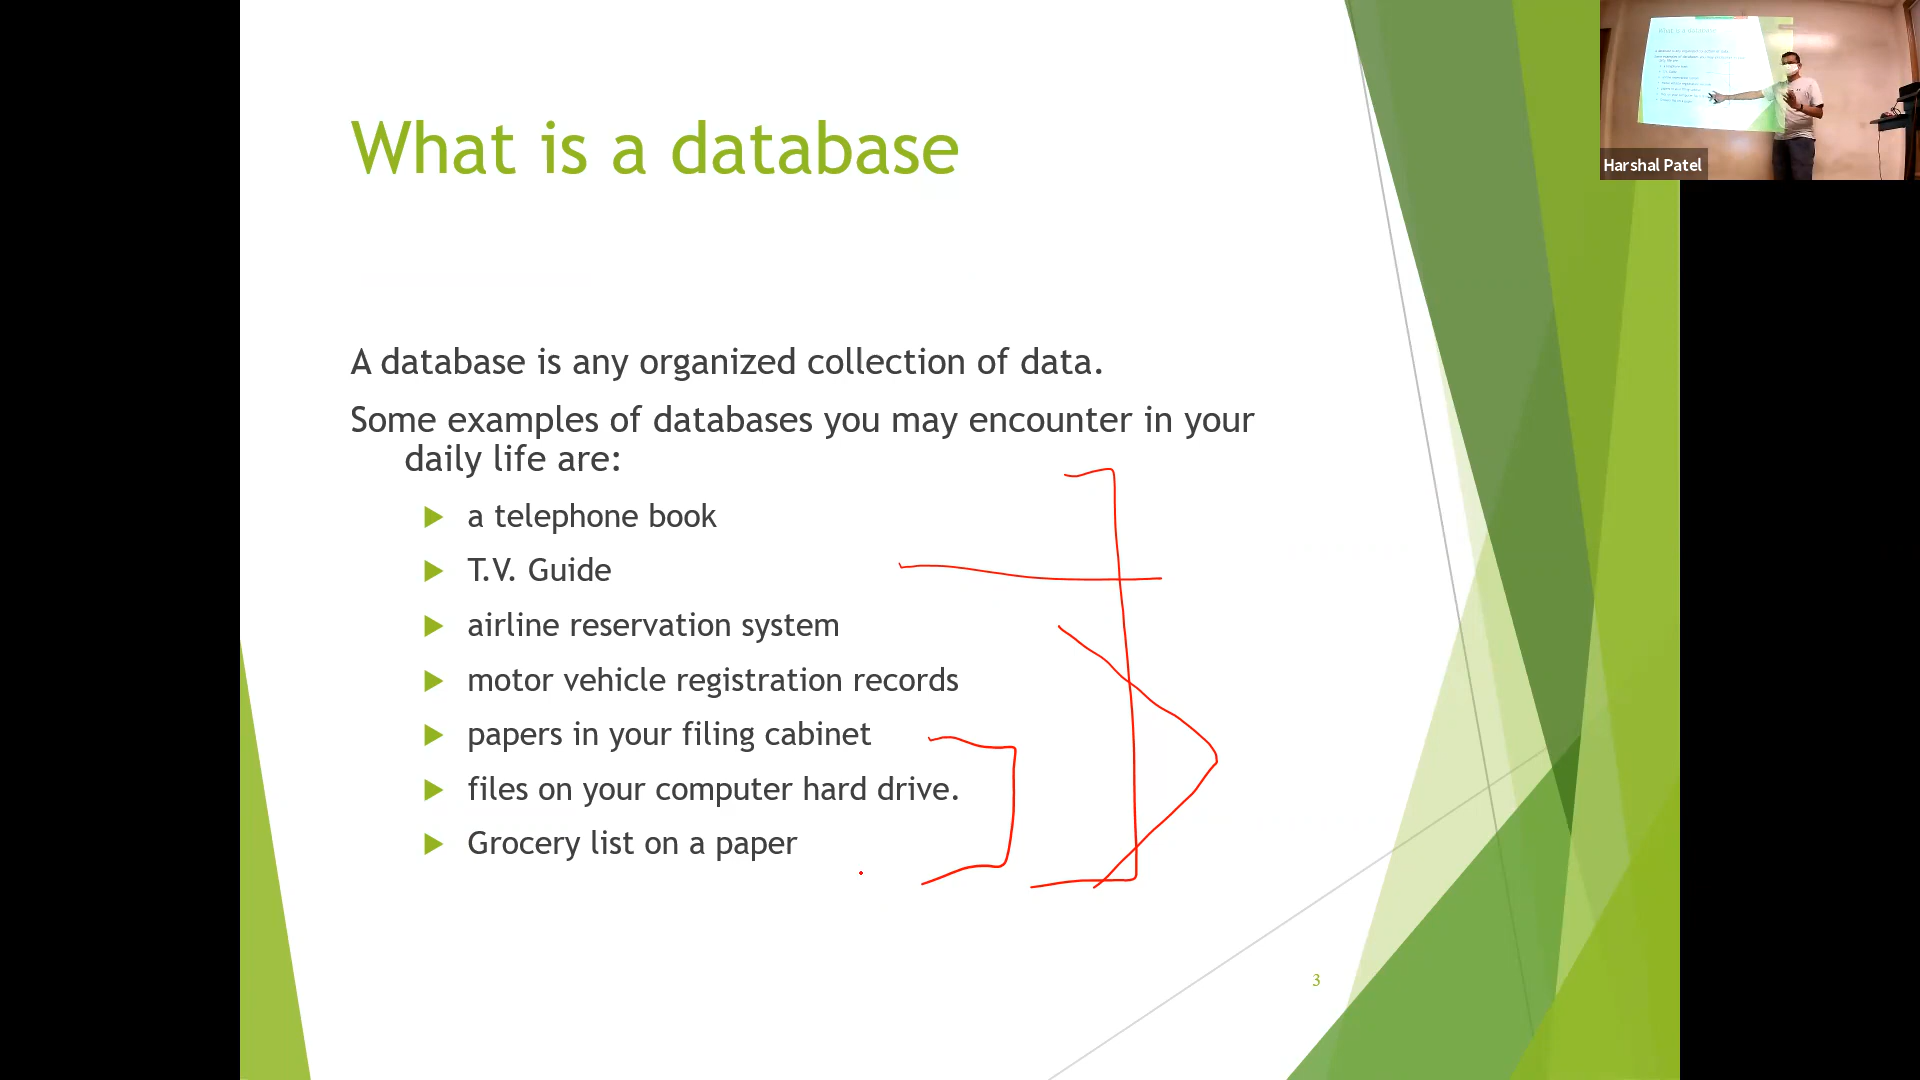 What is a database
A database is any organized collection of data.
Some examples of databases you may encounter in your
daily life are:
a telephone book
T.V. Guide
airline reservation system
motor vehicle registration records
papers in your filing cabinet
files on your computer hard drive.
Grocery list on a paper
3
Harshal Patel